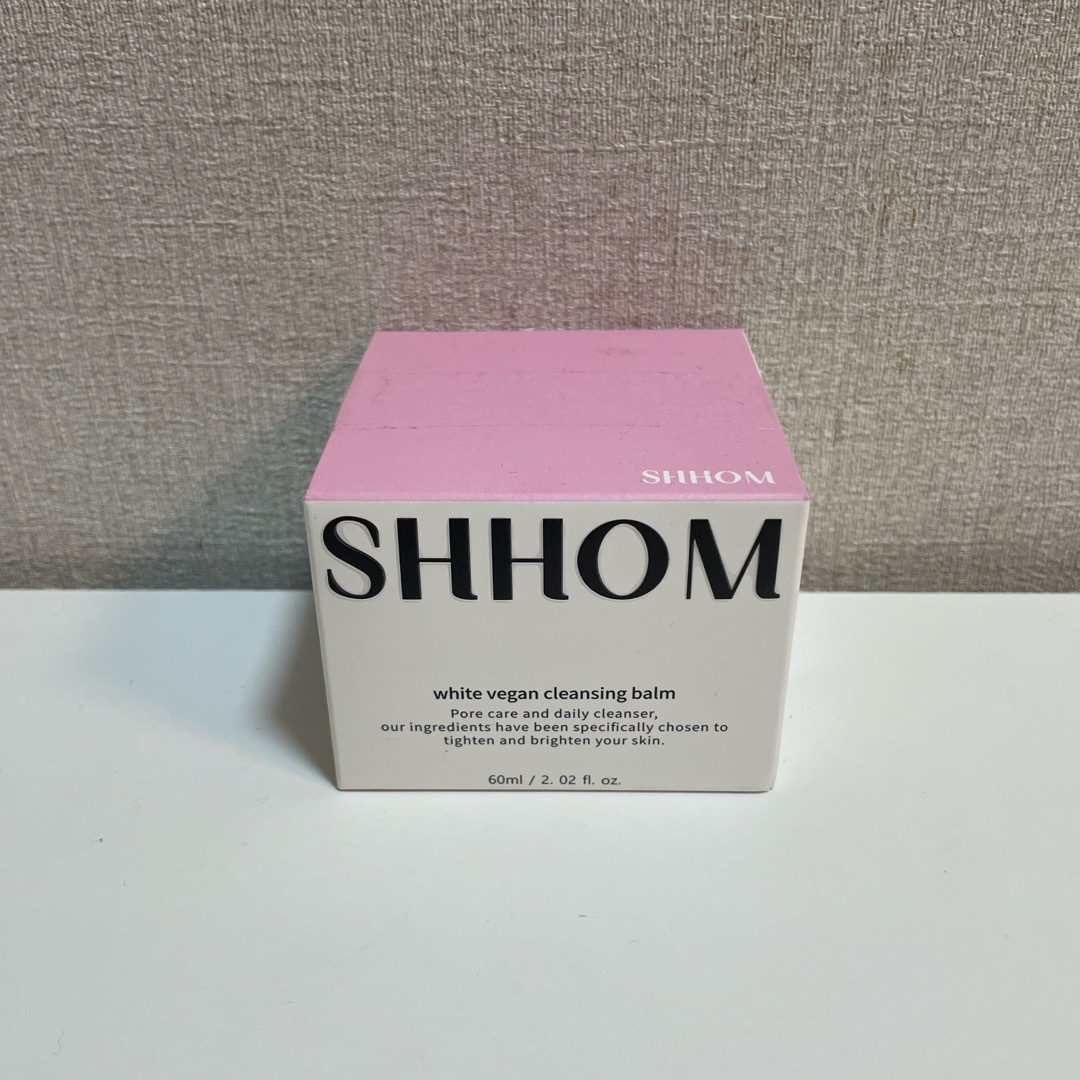 SHHOM
SHHOM
white vegan cleansing balm
Pore care and daily cleanser,
our ingredients have been specifically chosen to
tighten and brighten your skin.
60ml / 2. 02 fl. oz.